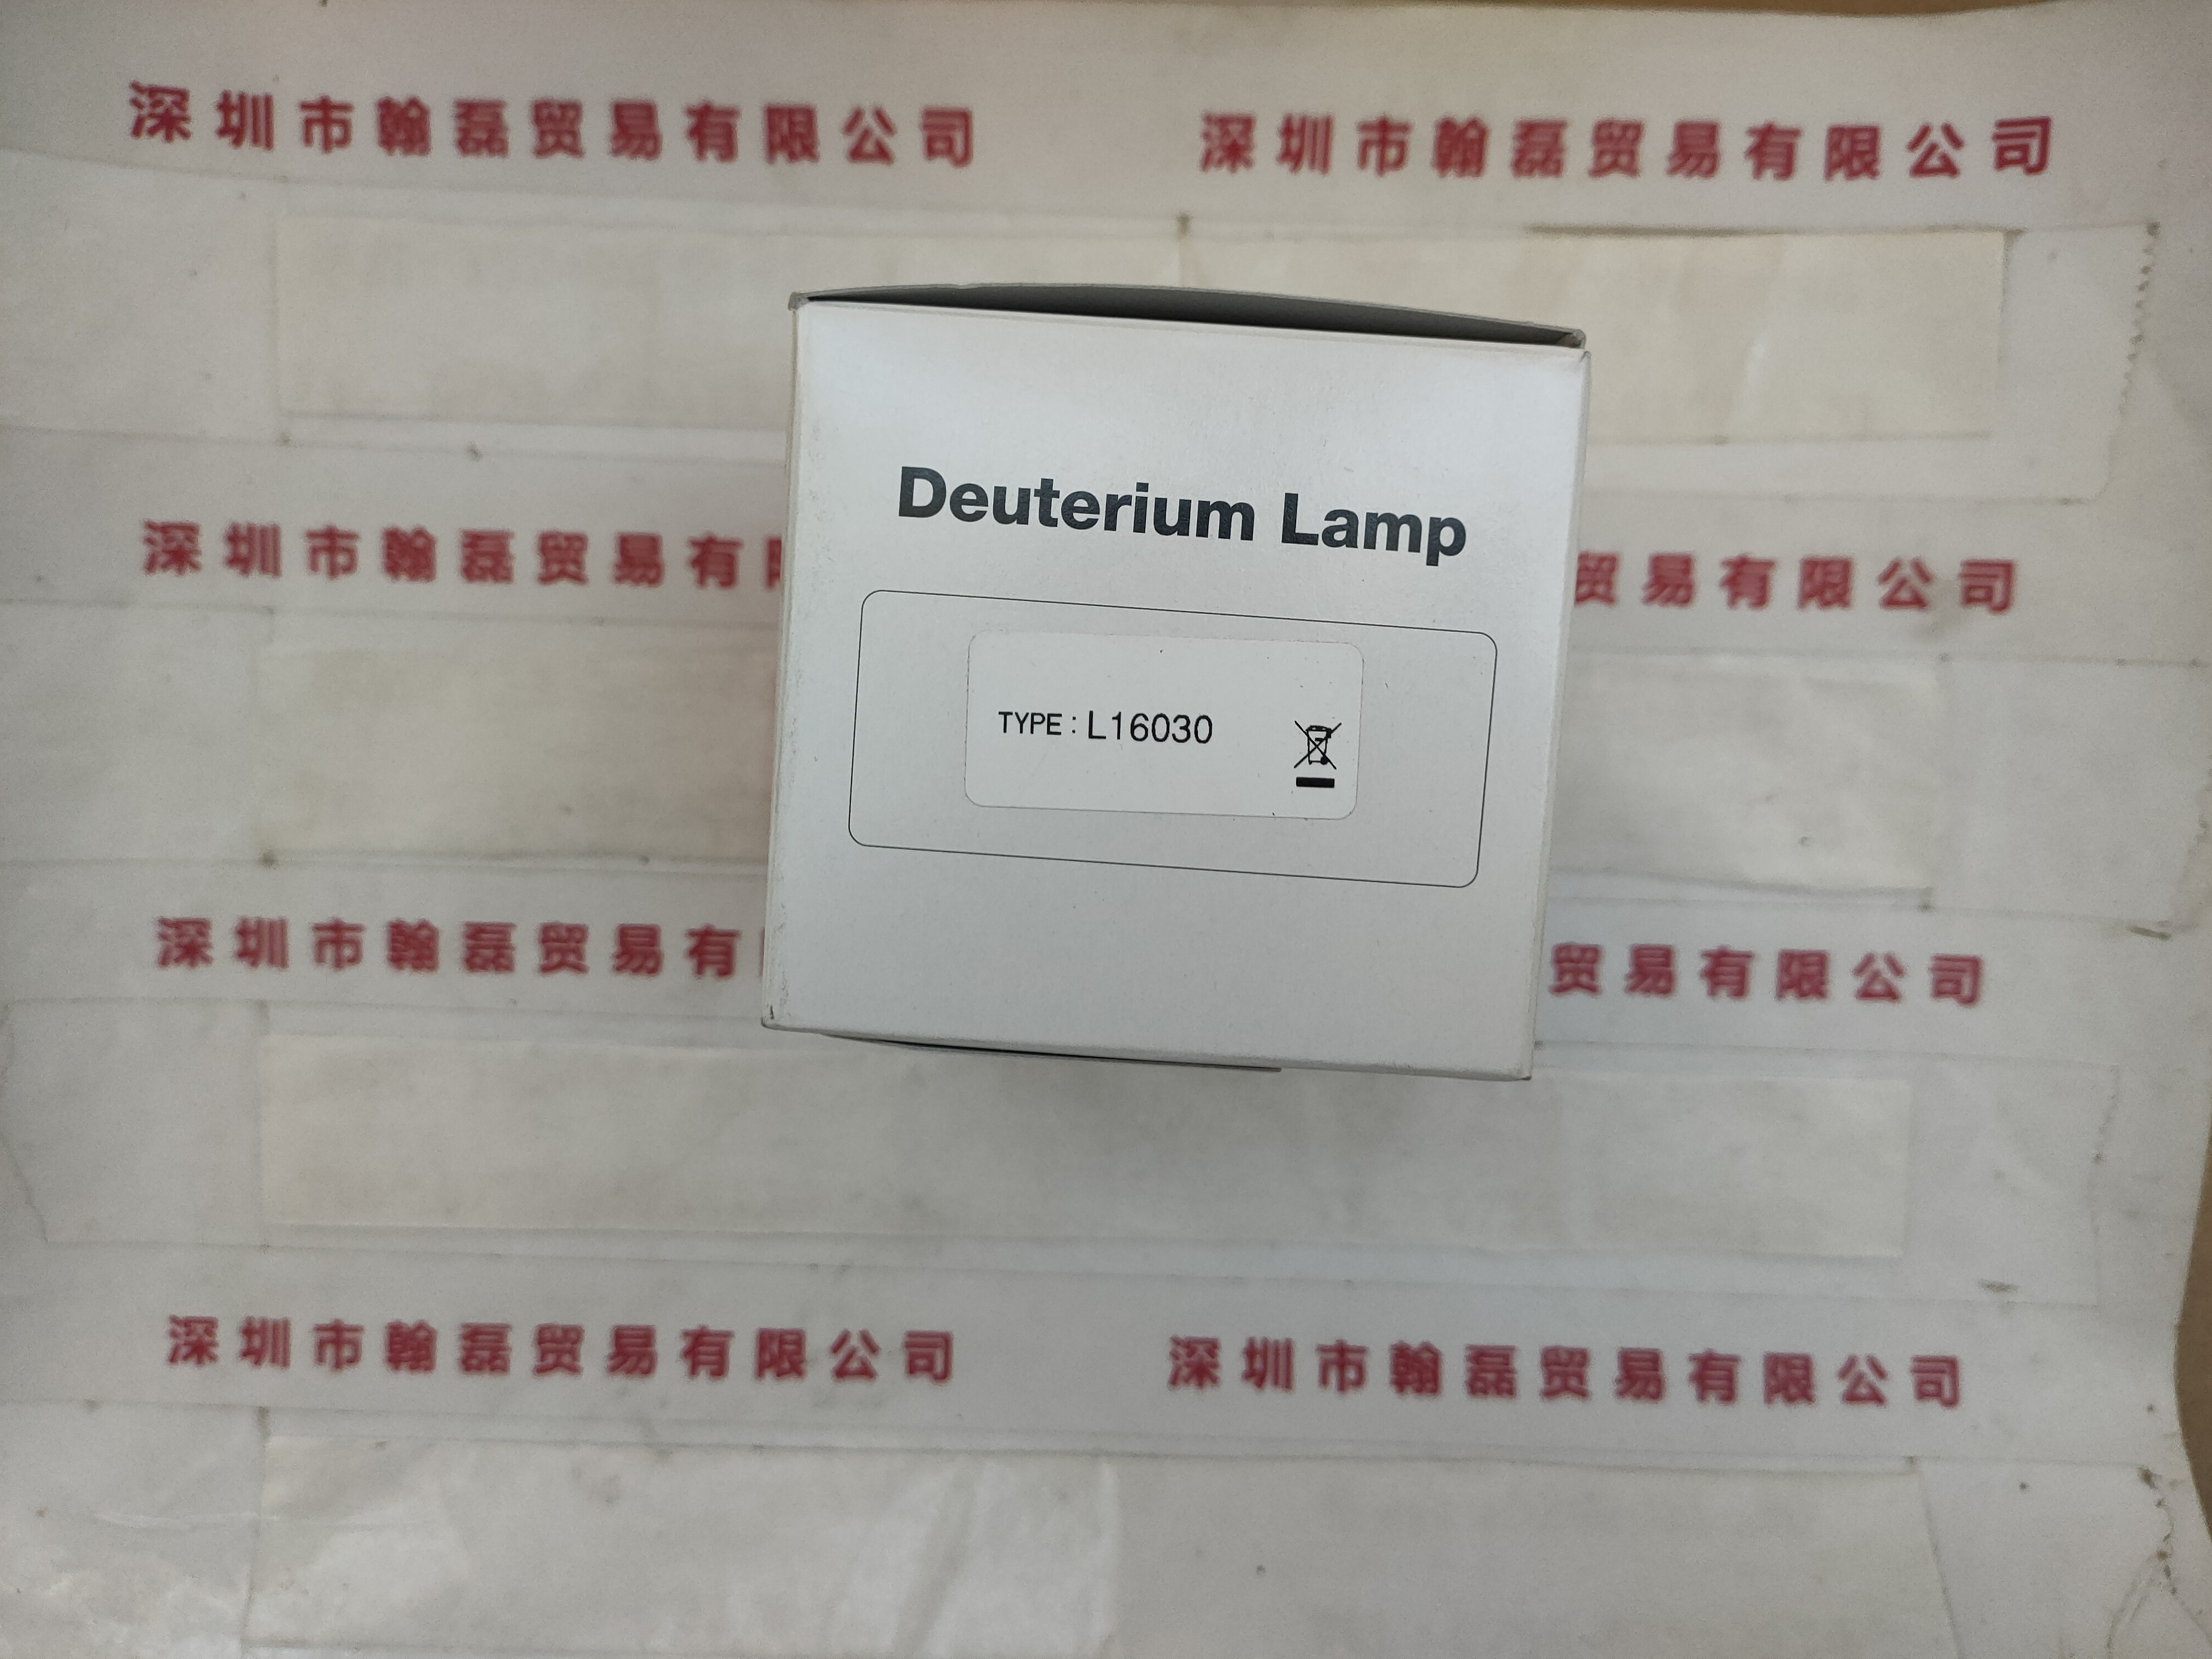 深圳市翰磊贸易有限公司 深圳市翰磊贸易有限公司
Deuterium Lamp
深圳市翰磊贸易有 贸易有限公司
TYPE : L16030
深圳市翰磊贸易有 贸易有限公司
深圳市翰磊贸易有限公司 深圳市翰磊贸易有限公司